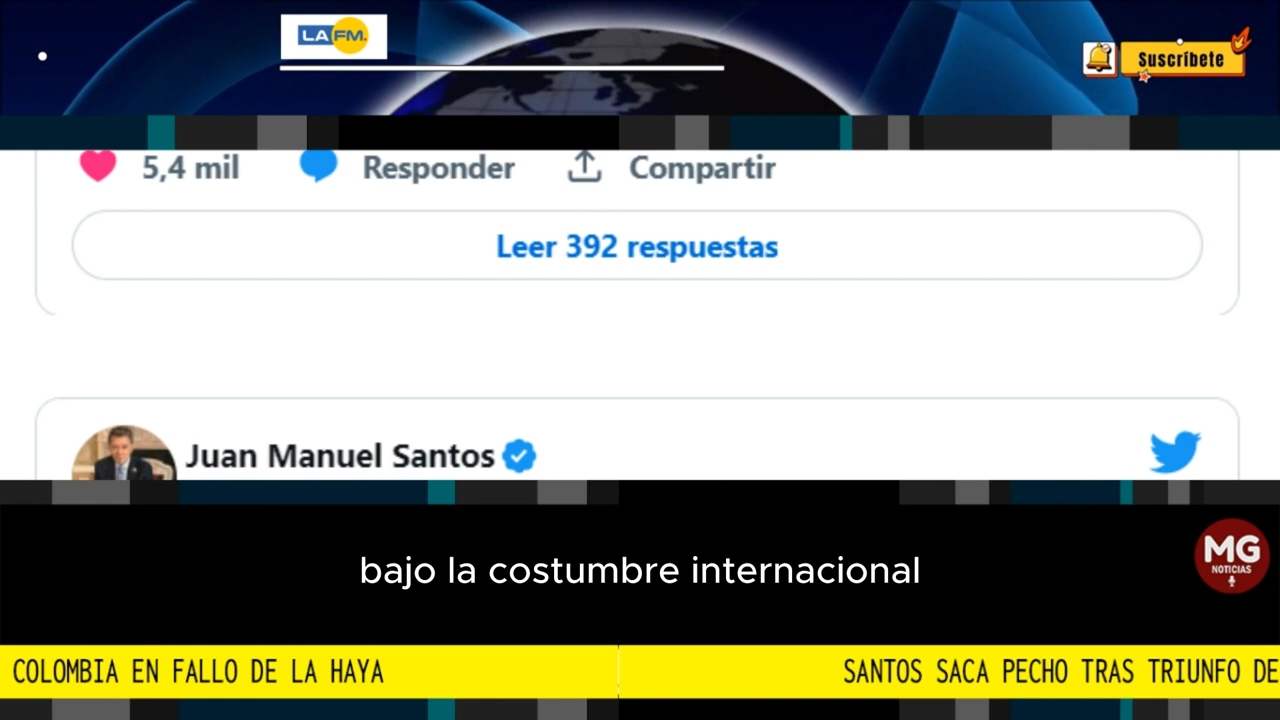 LA FM.
Suscríbete
5,4 mil Responder Compartir
Leer 392 respuestas
Juan Manuel Santos
bajo la costumbre internacional
MG
NOTICIAS
COLOMBIA EN FALLO DE LA HAYA SANTOS SACA PECHO TRAS TRIUNFO DE